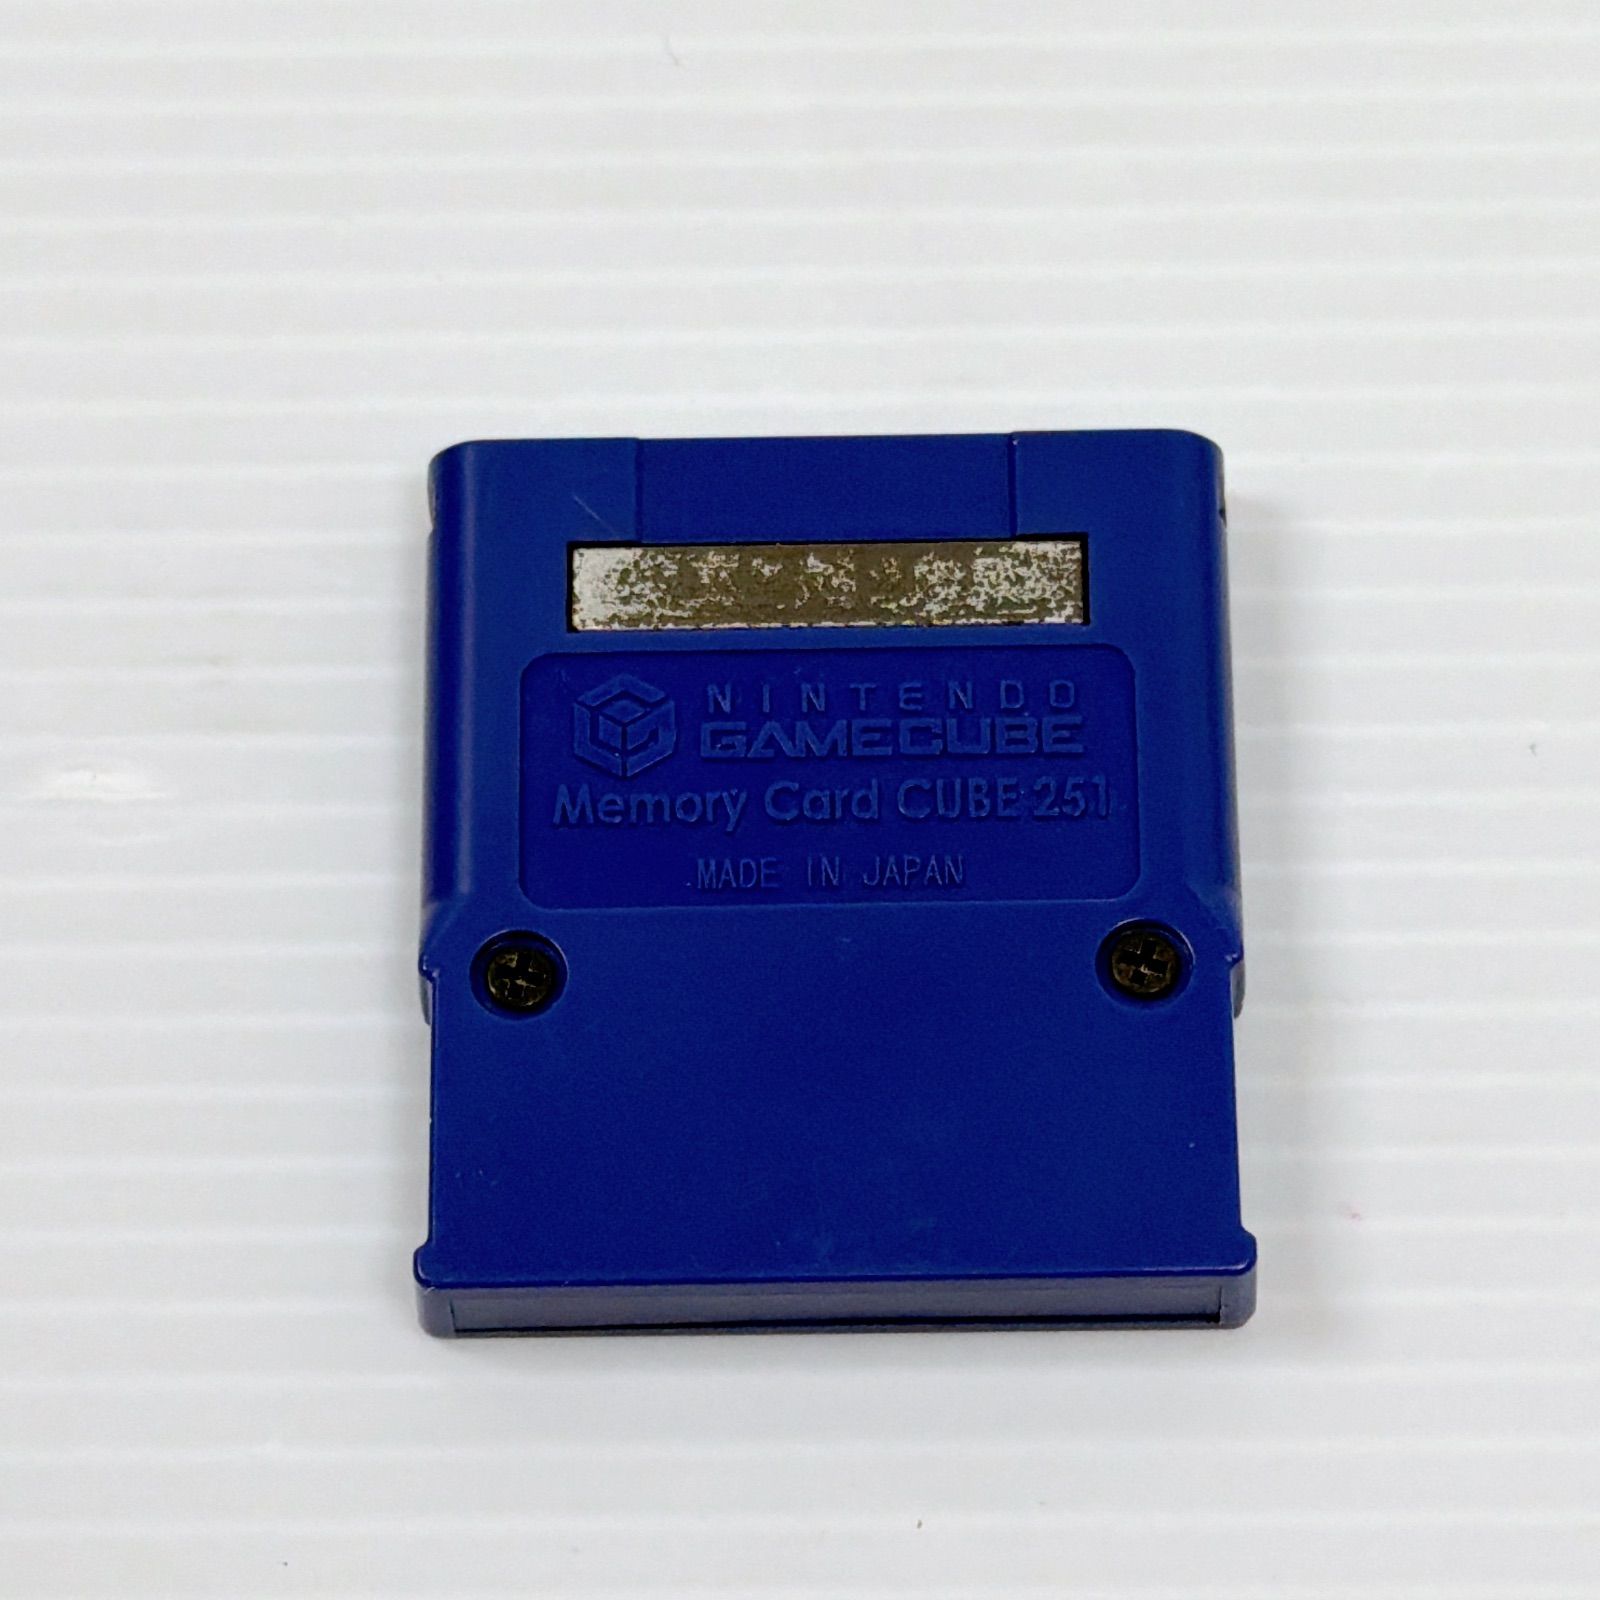 NINTENDO
GAMECUBE
Memory Card CUBE 251
MADE IN JAPAN